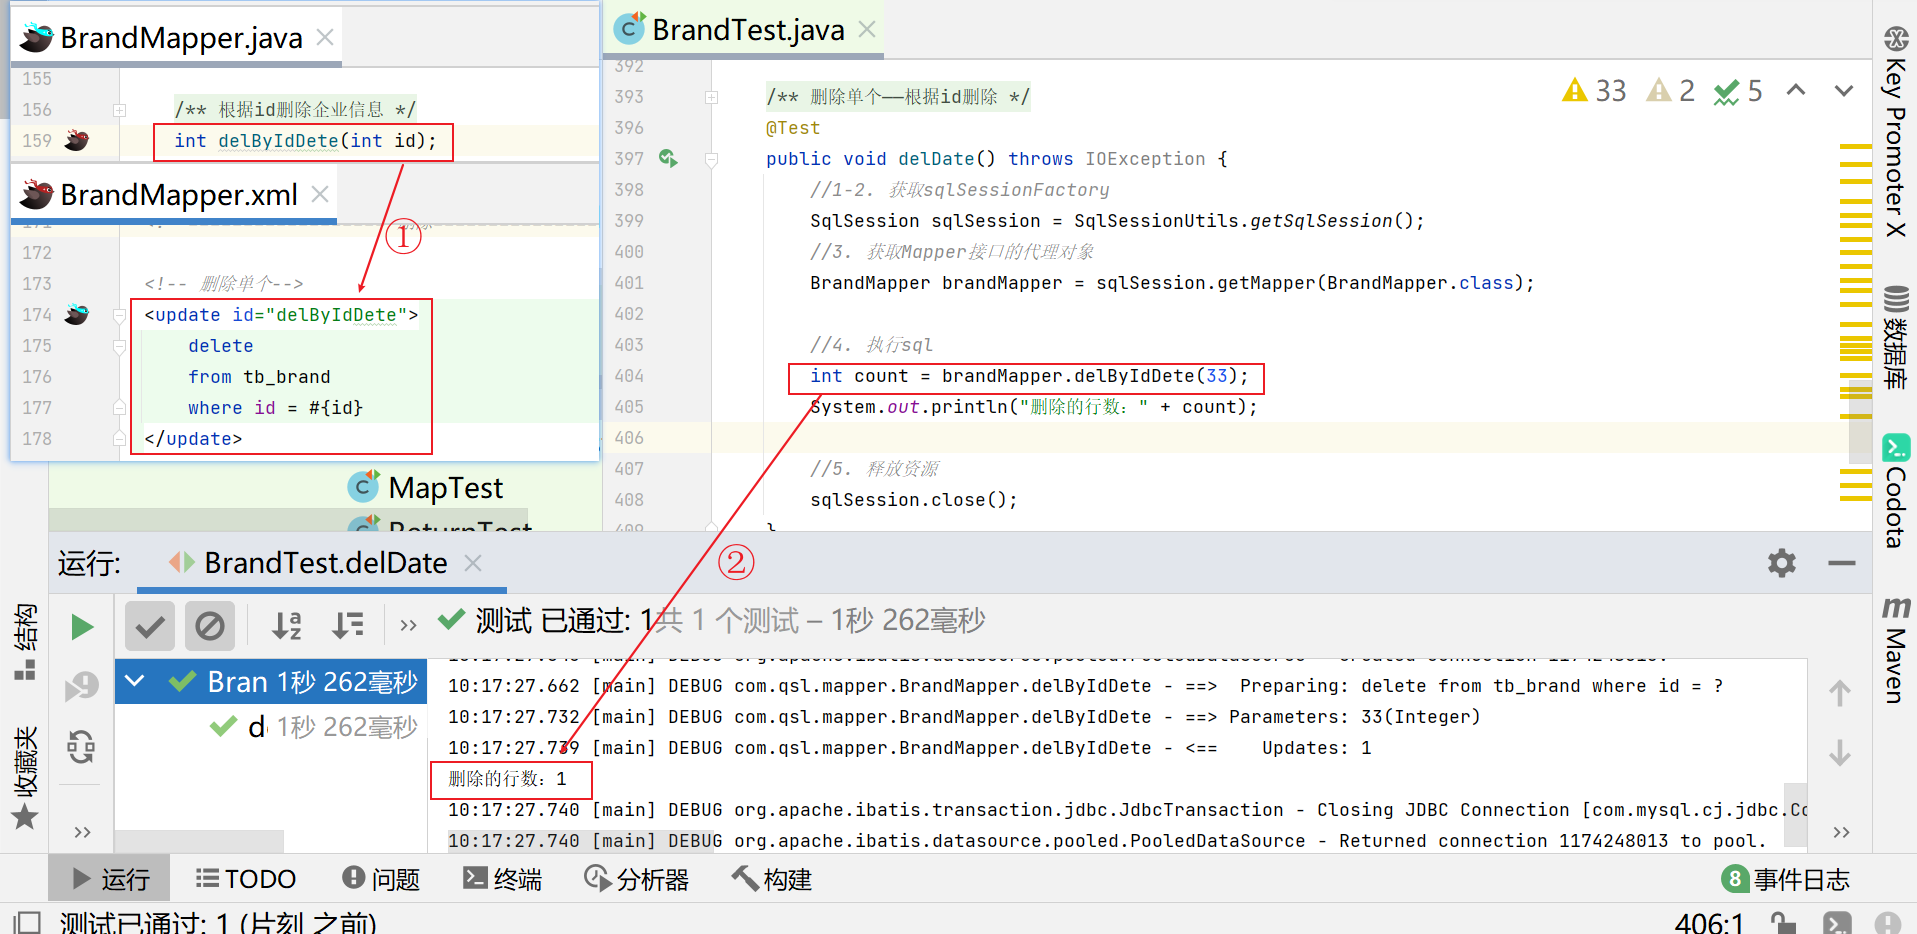 BrandMapper.java
155
156 /** 根据id删除企业信息 */
159 int delByIdDete(int id);
BrandMapper.xml
172
173 <!-- 删除单个-->
174 <update id="delByIdDete">
175 delete
176 from tb_brand
177 where id = #{id}
178 </update>
①
MapTest
ReturnTest
BrandTest.java
392
393 /** 删除单个——根据id删除 */
396 @Test
397 public void delDate() throws IOException {
398 //1-2. 获取sqlSessionFactory
399 SqlSession sqlSession = SqlSessionUtils.getSqlSession();
400 //3. 获取Mapper接口的代理对象
401 BrandMapper brandMapper = sqlSession.getMapper(BrandMapper.class);
402
403 //4. 执行sql
404 int count = brandMapper.delByIdDete(33);
405 System.out.println("删除的行数：" + count);
406
407 //5. 释放资源
408 sqlSession.close();
409 }
33 2 5
②
Key Promoter X
数据库
Codota
Maven
运行: BrandTest.delDate
测试 已通过: 1共 1 个测试 – 1秒 262毫秒
Bran 1秒 262毫秒
d 1秒 262毫秒
10:17:27.662 [main] DEBUG com.qsl.mapper.BrandMapper.delByIdDete - ==>  Preparing: delete from tb_brand where id = ?
10:17:27.732 [main] DEBUG com.qsl.mapper.BrandMapper.delByIdDete - ==> Parameters: 33(Integer)
10:17:27.739 [main] DEBUG com.qsl.mapper.BrandMapper.delByIdDete - <==    Updates: 1
删除的行数：1
10:17:27.740 [main] DEBUG org.apache.ibatis.transaction.jdbc.JdbcTransaction - Closing JDBC Connection [com.mysql.cj.jdbc.Co
10:17:27.740 [main] DEBUG org.apache.ibatis.datasource.pooled.PooledDataSource - Returned connection 1174248013 to pool.
结构
收藏夹
运行 TODO 问题 终端 分析器 构建 8 事件日志
测试已通过: 1 (片刻 之前) 406:1